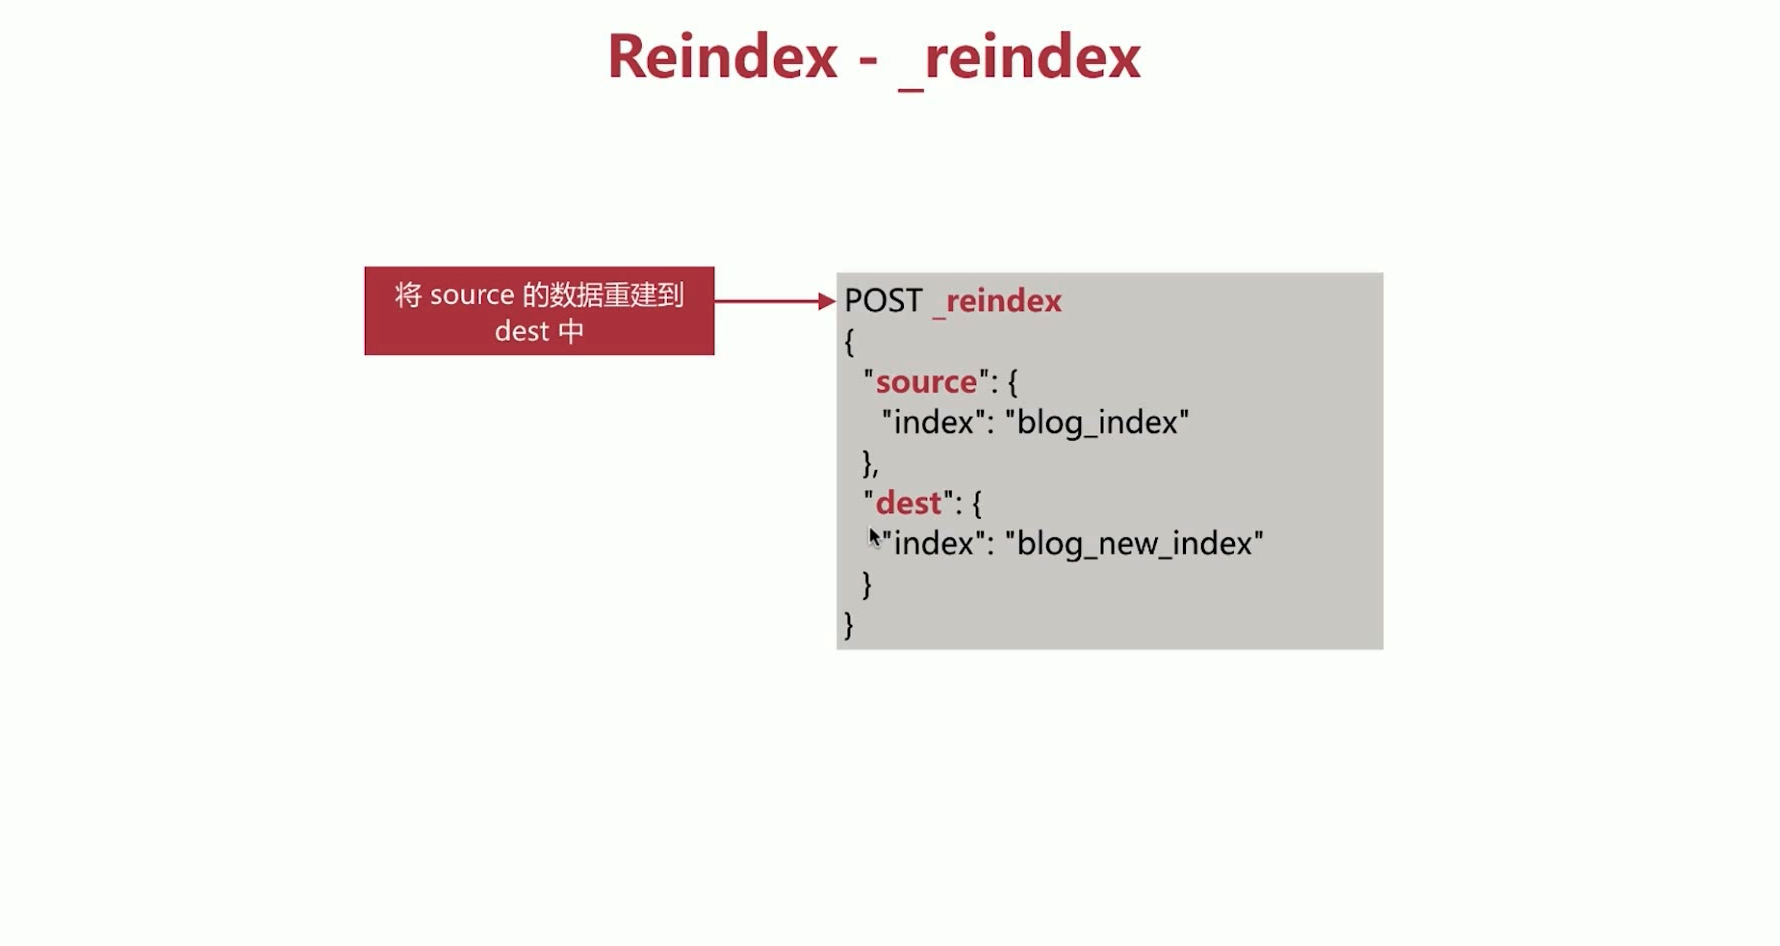 Reindex - _reindex
将 source 的数据重建到
dest 中
POST _reindex
{
"source": {
"index": "blog_index"
},
"dest": {
"index": "blog_new_index"
}
}